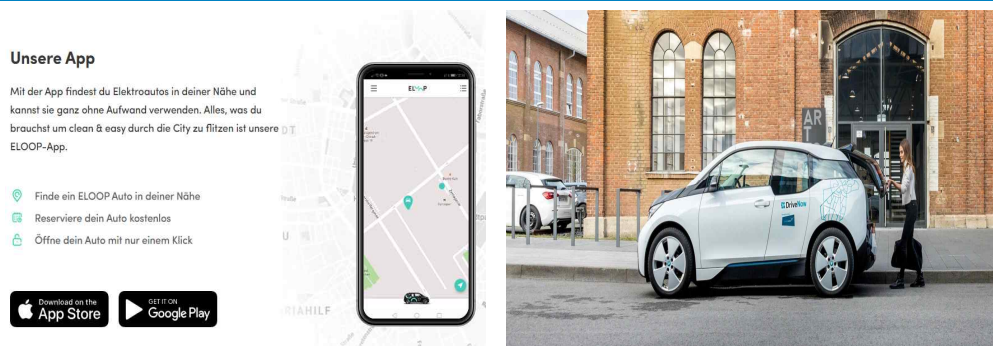 Unsere App
Mit der App findest du Elektroautos in deiner Nähe und
kannst sie ganz ohne Aufwand verwenden. Alles, was du
brauchst um clean & easy durch die City zu flitzen ist unsere
ELOOP-App.
Finde ein ELOOP Auto in deiner Nähe
Reserviere dein Auto kostenlos
Öffne dein Auto mit nur einem Klick
Download on the
App Store
GET IT ON
Google Play
ELOOP
RIAHILF
AR
T
DriveNow